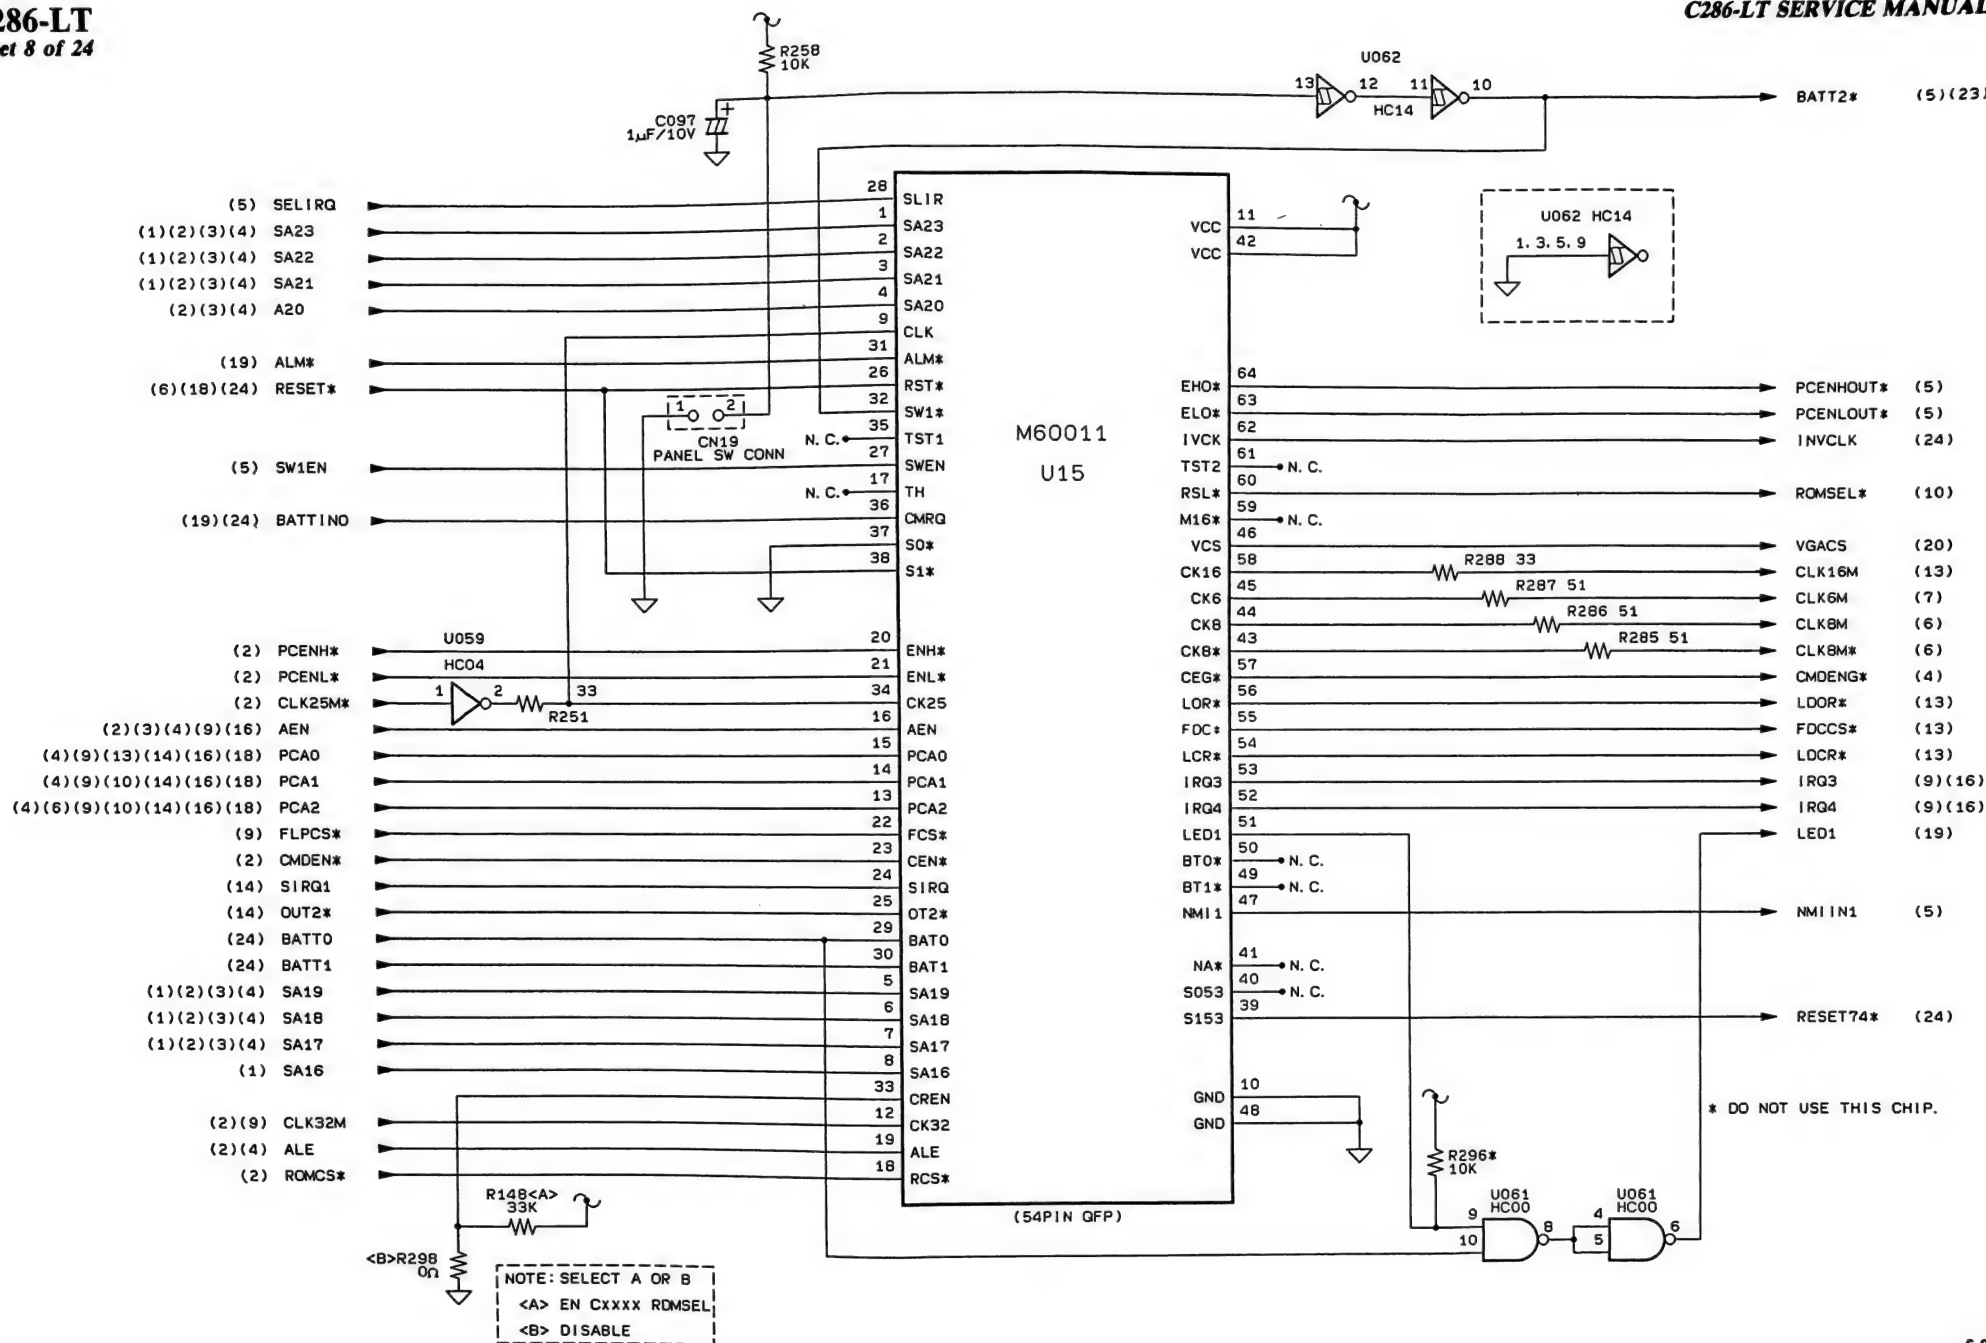 286-LT
et 8 of 24
C286-LT SERVICE MANUAL
R258
10K
C097
+
1µF/10V
U062
13
12
11
10
HC14
BATT2* (5)(23)
U062 HC14
1. 3. 5. 9
M60011
U15
(54PIN QFP)
(5) SELIRQ 28 SLIR
(1)(2)(3)(4) SA23 1 SA23
(1)(2)(3)(4) SA22 2 SA22
(1)(2)(3)(4) SA21 3 SA21
(2)(3)(4) A20 4 SA20
9 CLK
(19) ALM* 31 ALM*
(6)(18)(24) RESET* 26 RST*
32 SW1*
1 2
CN19
PANEL SW CONN
N. C. 35 TST1
(5) SW1EN 27 SWEN
N. C. 17 TH
(19)(24) BATTINO 36 CMRQ
37 S0*
38 S1*
(2) PCENH* 20 ENH*
U059
HC04
(2) PCENL* 21 ENL*
(2) CLK25M* 1 2 33 34 CK25
R251
(2)(3)(4)(9)(16) AEN 16 AEN
(4)(9)(13)(14)(16)(18) PCA0 15 PCA0
(4)(9)(10)(14)(16)(18) PCA1 14 PCA1
(4)(6)(9)(10)(14)(16)(18) PCA2 13 PCA2
(9) FLPCS* 22 FCS*
(2) CMDEN* 23 CEN*
(14) SIRQ1 24 SIRQ
(14) OUT2* 25 OT2*
(24) BATT0 29 BAT0
(24) BATT1 30 BAT1
(1)(2)(3)(4) SA19 5 SA19
(1)(2)(3)(4) SA18 6 SA18
(1)(2)(3)(4) SA17 7 SA17
(1) SA16 8 SA16
33 CREN
(2)(9) CLK32M 12 CK32
(2)(4) ALE 19 ALE
(2) ROMCS* 18 RCS*
VCC 11
VCC 42
EHO* 64 PCENHOUT* (5)
ELO* 63 PCENLOUT* (5)
IVCK 62 INVCLK (24)
TST2 61 N. C.
RSL* 60 ROMSEL* (10)
M16* 59 N. C.
VCS 46 VGACS (20)
CK16 58 R288 33 CLK16M (13)
CK6 45 R287 51 CLK6M (7)
CK8 44 R286 51 CLK8M (6)
CK8* 43 R285 51 CLK8M* (6)
CEG* 57 CMDENG* (4)
LOR* 56 LDOR* (13)
FDC* 55 FDCCS* (13)
LCR* 54 LDCR* (13)
IRQ3 53 IRQ3 (9)(16)
IRQ4 52 IRQ4 (9)(16)
LED1 51 LED1 (19)
BT0* 50 N. C.
BT1* 49 N. C.
NMI1 47 NMIIN1 (5)
NA* 41 N. C.
S053 40 N. C.
S153 39 RESET74* (24)
GND 10
GND 48
* DO NOT USE THIS CHIP.
R296*
10K
U061
HC00
9
10
8
U061
HC00
4
5
6
R148<A>
33K
<B>R298
0Ω
NOTE: SELECT A OR B
<A> EN CXXXX ROMSEL
<B> DISABLE